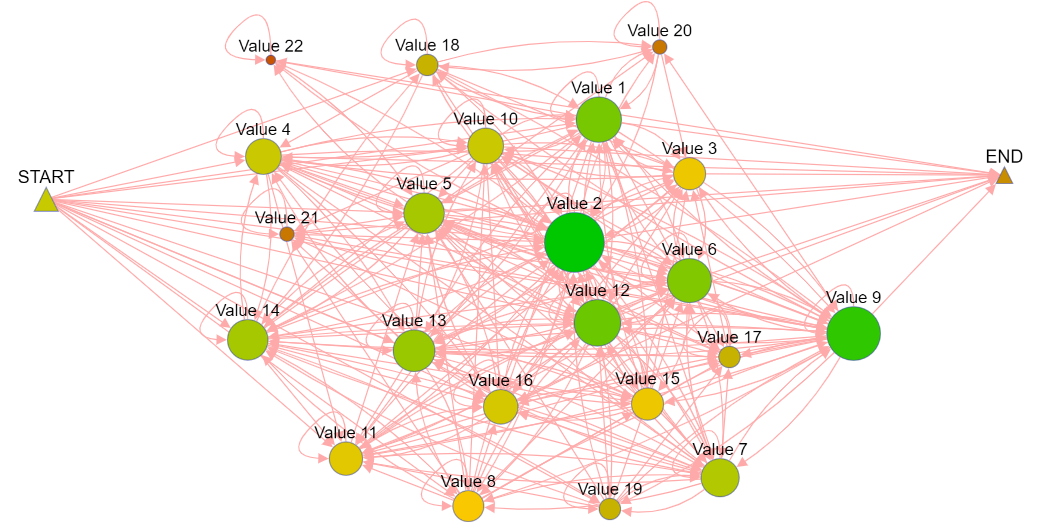 Value 20
Value 22
Value 18
Value 1
Value 10
Value 4
Value 3
END
START
Value 5
Value 2
Value 21
Value 6
Value 12
Value 9
Value 14
Value 13
Value 17
Value 16
Value 15
Value 11
Value 7
Value 8
Value 19